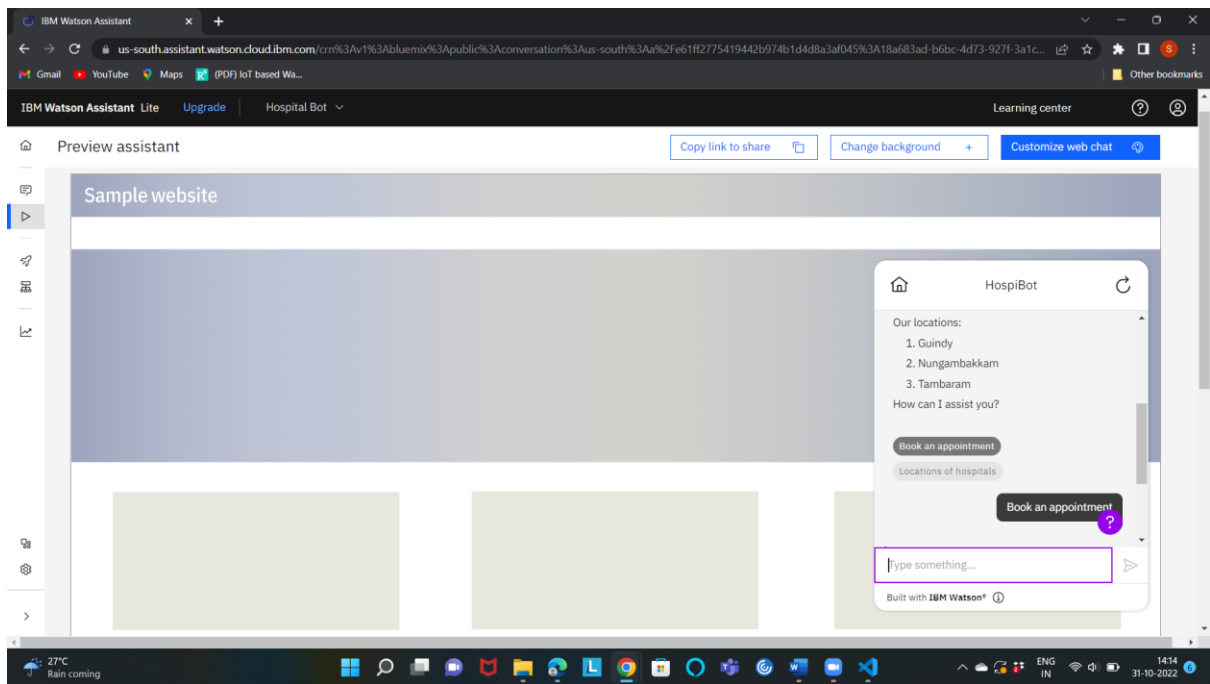 IBM Watson Assistant
us-south.assistant.watson.cloud.ibm.com/crn%3Av1%3Abluemix%3Apublic%3Aconversation%3Aus-south%3Aa%2Fe61ff2775419442b974b1d4d8a3af045%3A18a683ad-b6bc-4d73-927f-3a1c...
S
Gmail YouTube Maps (PDF) IoT based Wa... Other bookmarks
IBM Watson Assistant Lite Upgrade Hospital Bot Learning center
Preview assistant Copy link to share Change background + Customize web chat
Sample website
HospiBot
Our locations:
1. Guindy
2. Nungambakkam
3. Tambaram
How can I assist you?
Book an appointment
Locations of hospitals
Book an appointment
?
Type something...
Built with IBM Watson®
27°C
Rain coming
ENG
IN
14:14
31-10-2022
6